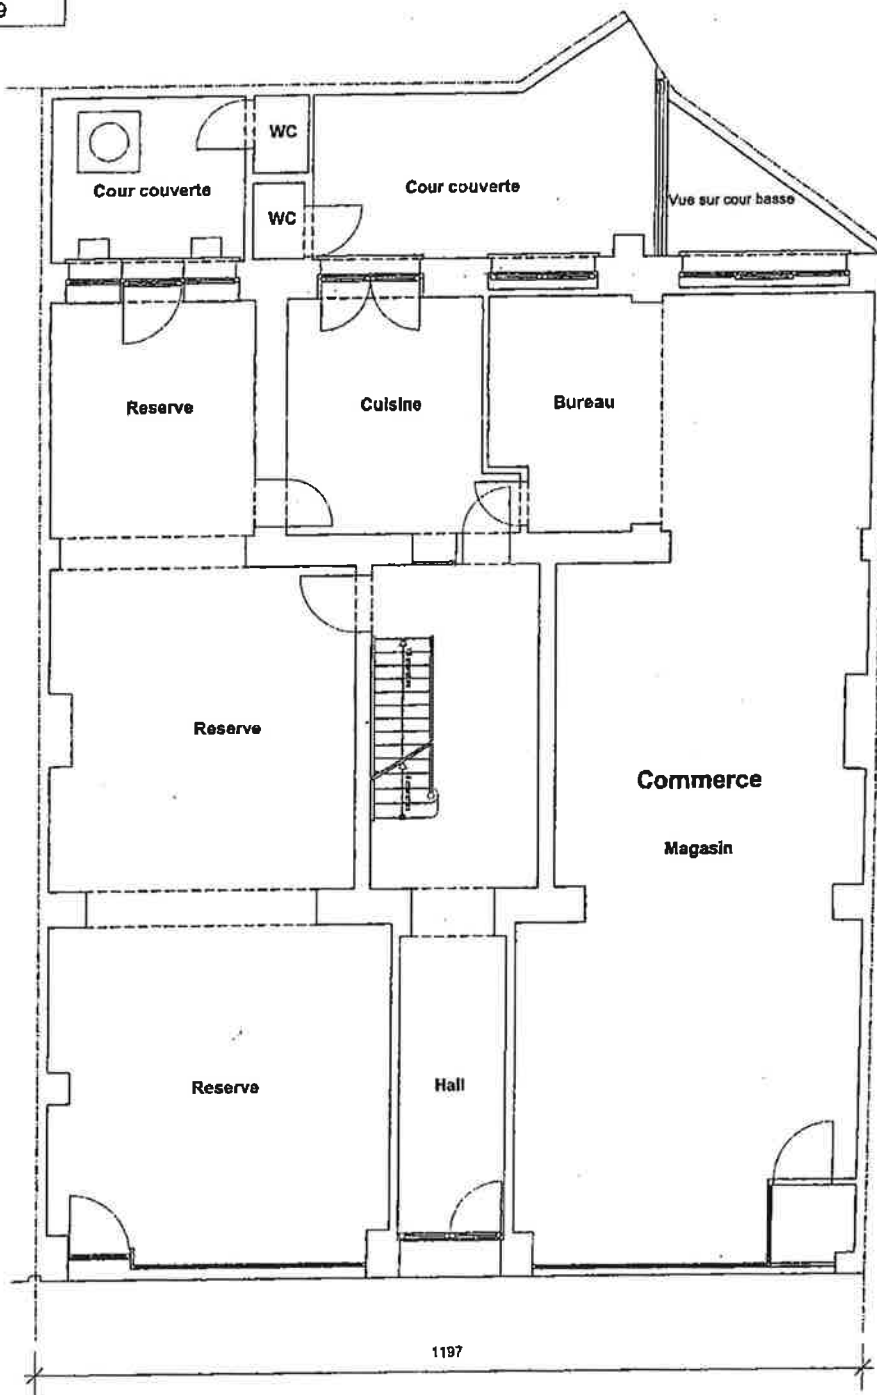 9
WC
Cour couverte
Cour couverte
Vue sur cour basse
WC
Reserve
Cuisine
Bureau
Reserve
Commerce
Magasin
Reserve
Hall
1197